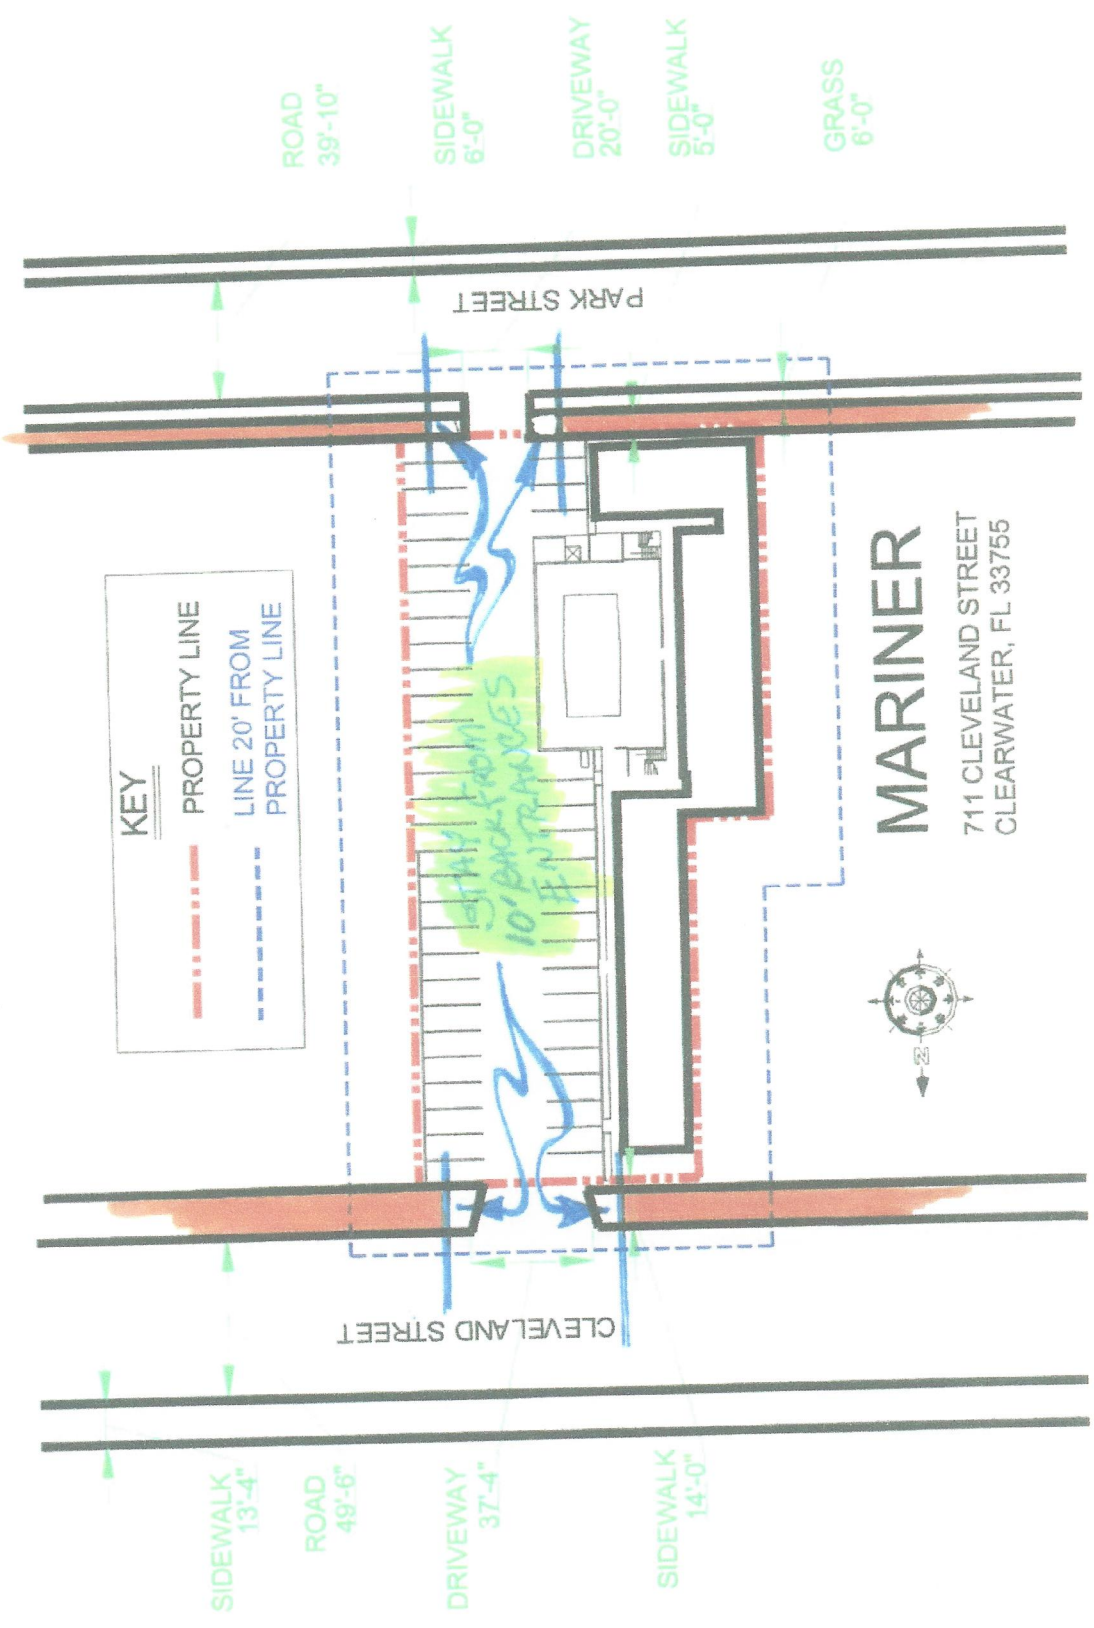 ROAD
39'-10"
SIDEWALK
6'-0"
DRIVEWAY
20'-0"
SIDEWALK
5'-0"
GRASS
6'-0"
PARK STREET
KEY
PROPERTY LINE
LINE 20' FROM
PROPERTY LINE
STAY FROM
10' BACK FROM
ENTRANCES
MARINER
711 CLEVELAND STREET
CLEARWATER, FL 33755
N
CLEVELAND STREET
SIDEWALK
13'-4"
ROAD
49'-6"
DRIVEWAY
37'-4"
SIDEWALK
14'-0"